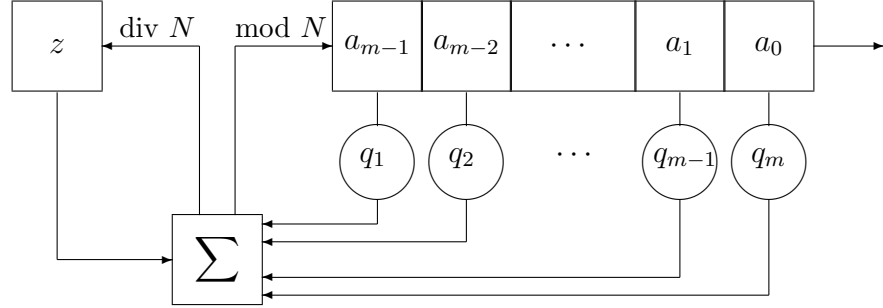 z div N mod N a_{m−1} a_{m−2} ⋯ a_1 a_0
q_1 q_2 ⋯ q_{m−1} q_m
∑